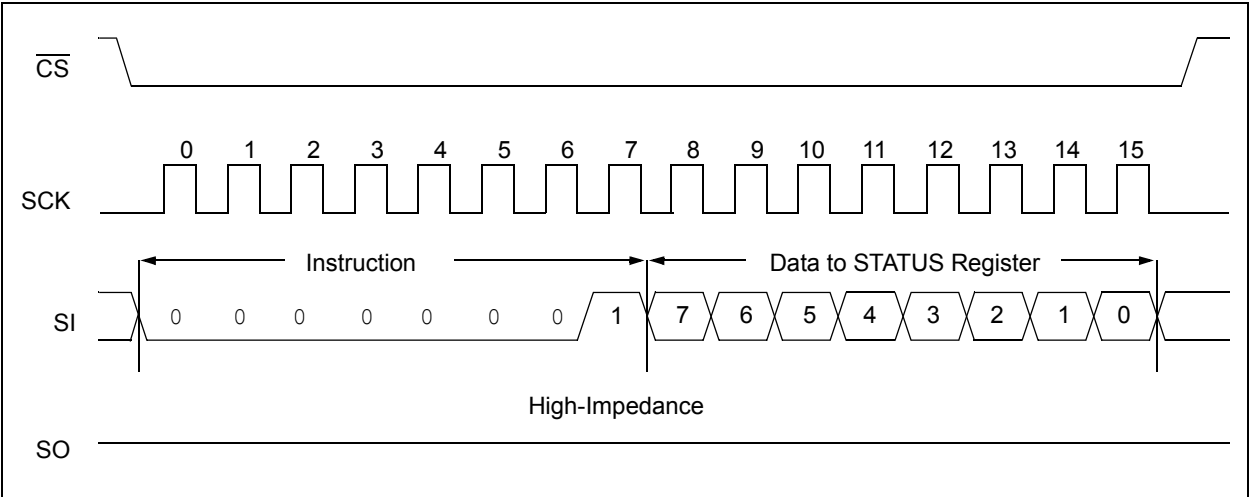 CS
0 1 2 3 4 5 6 7 8 9 10 11 12 13 14 15
SCK
Instruction Data to STATUS Register
SI 0 0 0 0 0 0 0 1 7 6 5 4 3 2 1 0
High-Impedance
SO